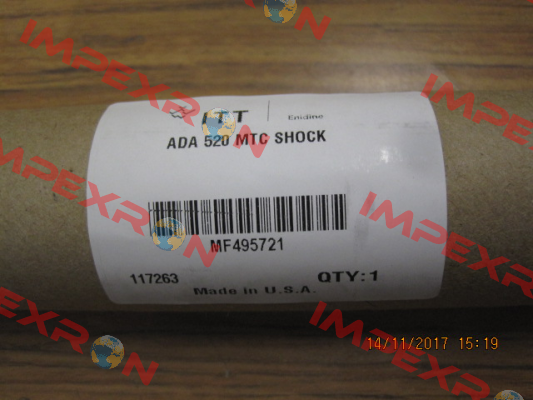 IMPEXRON
ITT Enidine
ADA 520 MTC SHOCK
MF495721
117263 QTY:1
Made in U.S.A.
14/11/2017 15:19
IMPEXRON
IMPEXRON
IMPEXRON
IMPEXRON